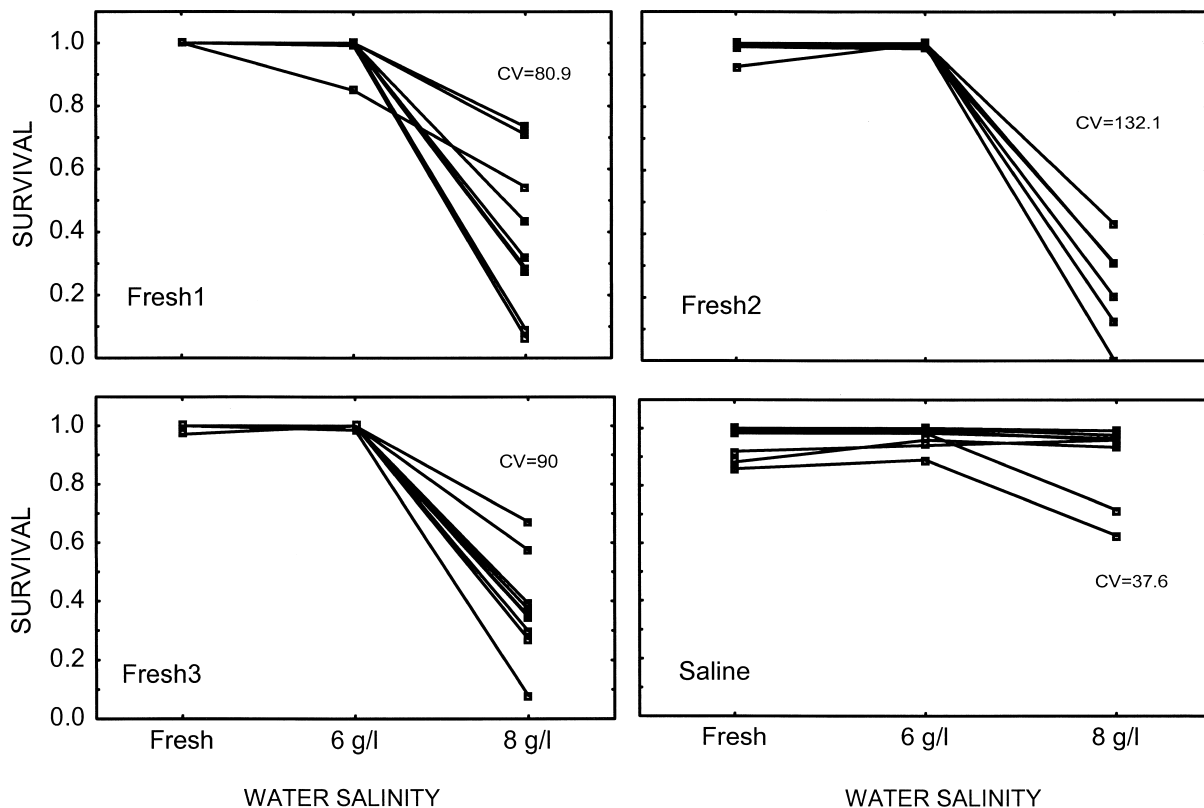 SURVIVAL
1.0
0.8
0.6
0.4
0.2
0.0
CV=80.9
Fresh1
CV=132.1
Fresh2
SURVIVAL
1.0
0.8
0.6
0.4
0.2
0.0
CV=90
Fresh3
Fresh 6 g/l 8 g/l
WATER SALINITY
CV=37.6
Saline
Fresh 6 g/l 8 g/l
WATER SALINITY